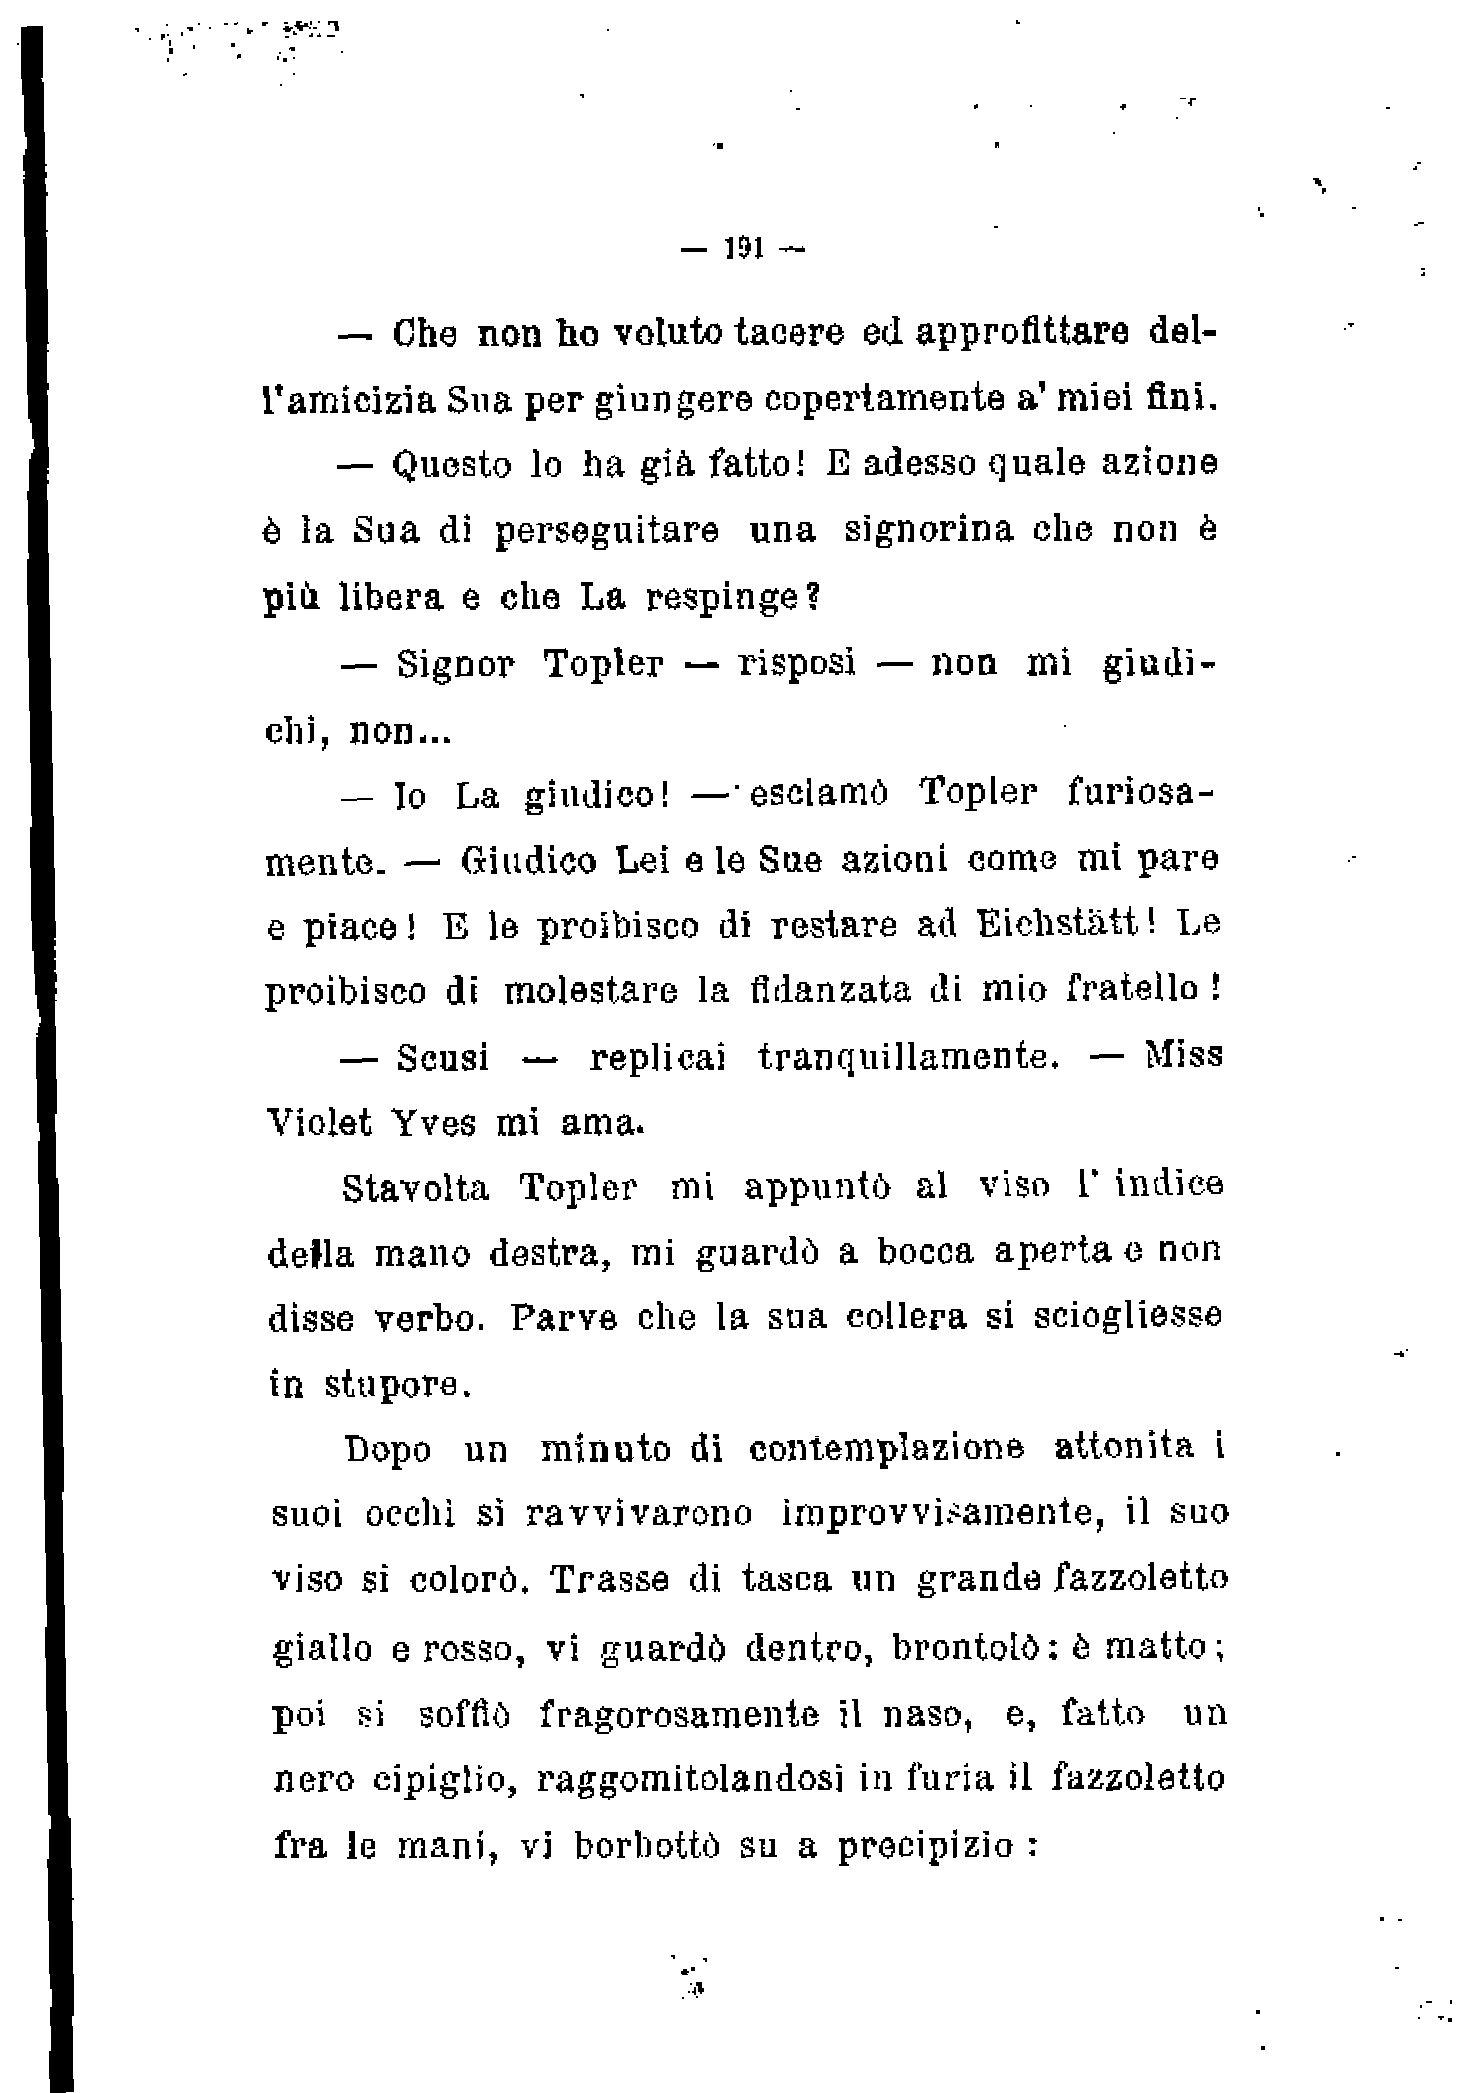 — 191 —
— Che non ho voluto tacere ed approfittare del-
l'amicizia Sua per giungere copertamente a' miei fini.
— Questo lo ha già fatto! E adesso quale azione
è la Sua di perseguitare una signorina che non è
più libera e che La respinge?
— Signor Topler — risposi — non mi giudi-
chi, non...
— Io La giudico! — esclamò Topler furiosa-
mente. — Giudico Lei e le Sue azioni come mi pare
e piace! E le proibisco di restare ad Eichstätt! Le
proibisco di molestare la fidanzata di mio fratello!
— Scusi — replicai tranquillamente. — Miss
Violet Yves mi ama.
Stavolta Topler mi appuntò al viso l' indice
della mano destra, mi guardò a bocca aperta e non
disse verbo. Parve che la sua collera si sciogliesse
in stupore.
Dopo un minuto di contemplazione attonita i
suoi occhi si ravvivarono improvvisamente, il suo
viso si colorò. Trasse di tasca un grande fazzoletto
giallo e rosso, vi guardò dentro, brontolò: è matto;
poi si soffiò fragorosamente il naso, e, fatto un
nero cipiglio, raggomitolandosi in furia il fazzoletto
fra le mani, vi borbottò su a precipizio: